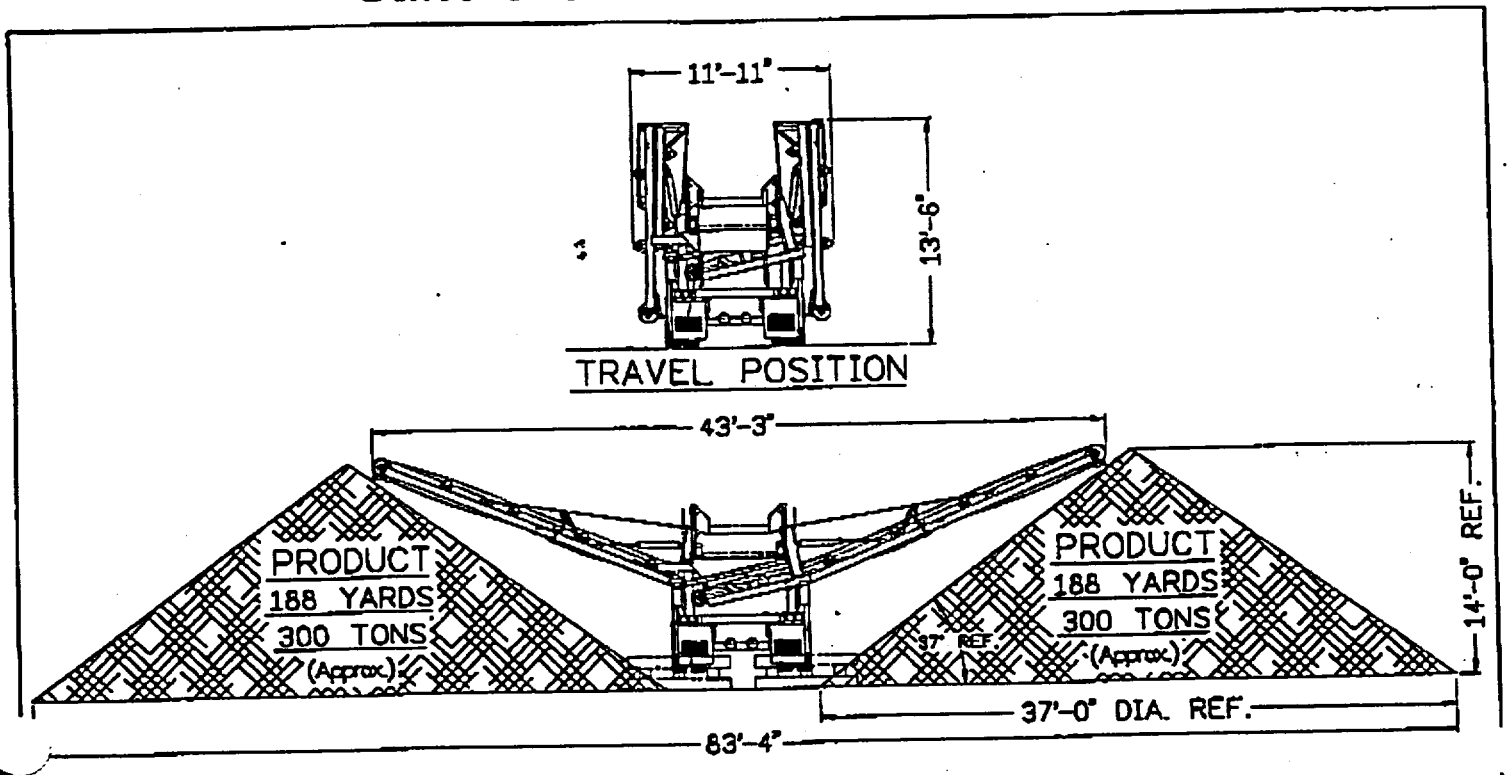 11'-11"
13'-6"
TRAVEL POSITION
43'-3"
PRODUCT
188 YARDS
300 TONS
(Approx.)
PRODUCT
188 YARDS
300 TONS
(Approx.)
37° REF.
14'-0" REF.
37'-0" DIA. REF.
83'-4"